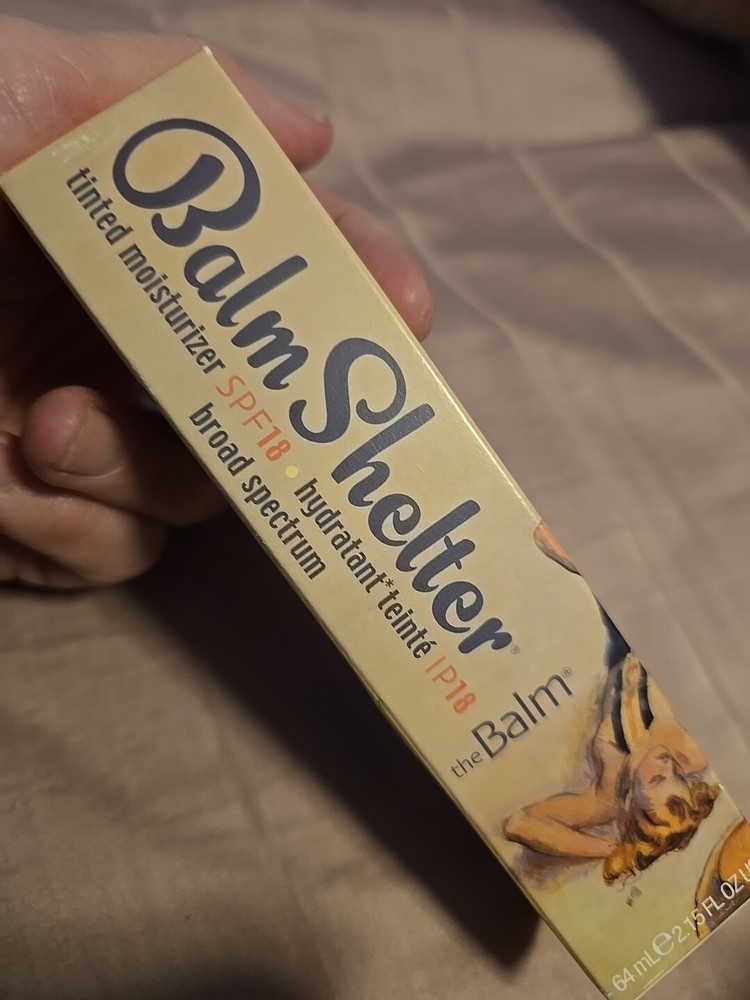 BalmShelter®
tinted moisturizer SPF18 • hydratant* teinté IP18
broad spectrum
theBalm®
64 mL e 2.15 FL OZ